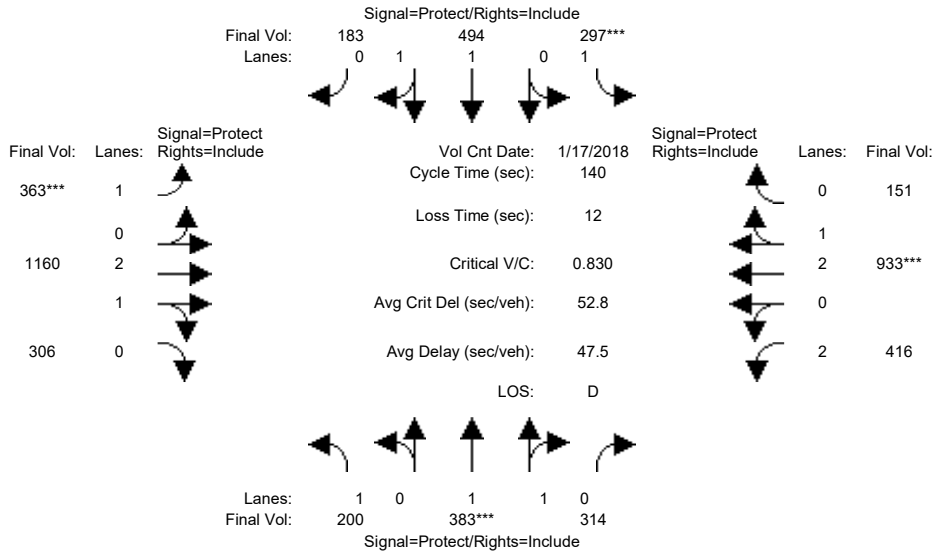 Signal=Protect/Rights=Include
Final Vol: 183 494 297***
Lanes: 0 1 1 0 1
Signal=Protect
Final Vol: Lanes: Rights=Include
Vol Cnt Date: 1/17/2018
Signal=Protect
Rights=Include Lanes: Final Vol:
Cycle Time (sec): 140
363*** 1
0 151
Loss Time (sec): 12
0
1
1160 2
Critical V/C: 0.830
2 933***
1
Avg Crit Del (sec/veh): 52.8
0
306 0
Avg Delay (sec/veh): 47.5
2 416
LOS: D
Lanes: 1 0 1 1 0
Final Vol: 200 383*** 314
Signal=Protect/Rights=Include